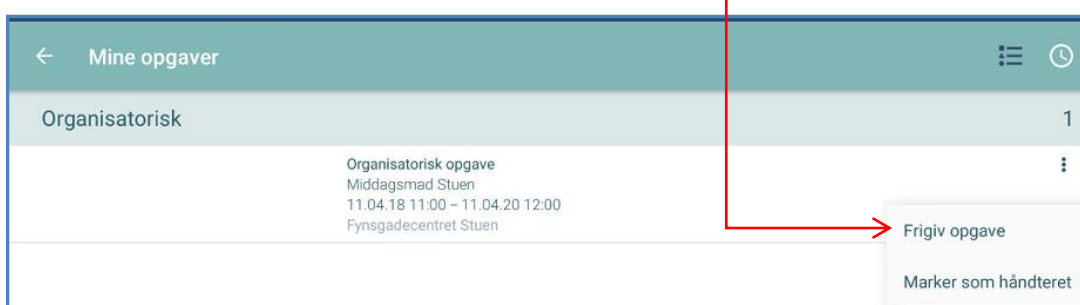 Mine opgaver
Organisatorisk 1
Organisatorisk opgave
Middagsmad Stuen
11.04.18 11:00 – 11.04.20 12:00
Fynsgadecentret Stuen
Frigiv opgave
Marker som håndteret